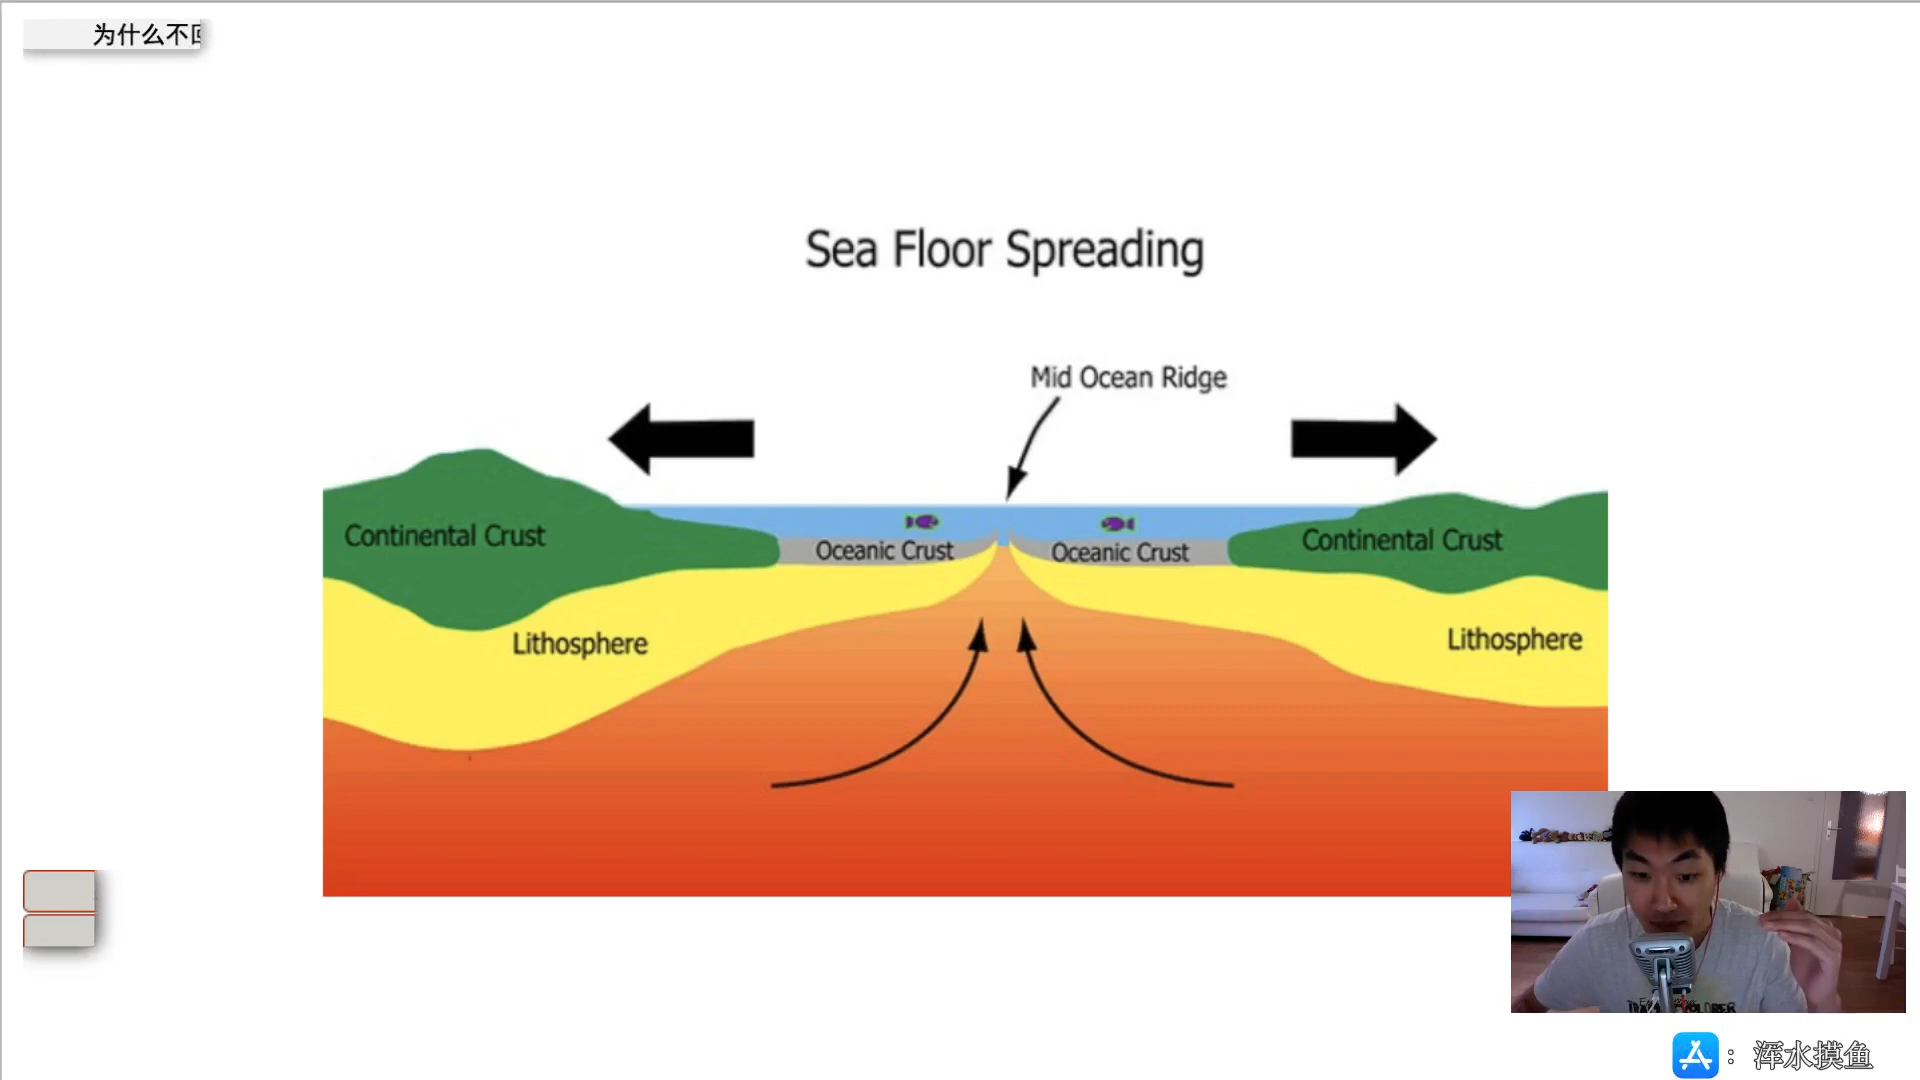 为什么不
Sea Floor Spreading
Mid Ocean Ridge
Continental Crust
Oceanic Crust
Oceanic Crust
Continental Crust
Lithosphere
Lithosphere
: 浑水摸鱼